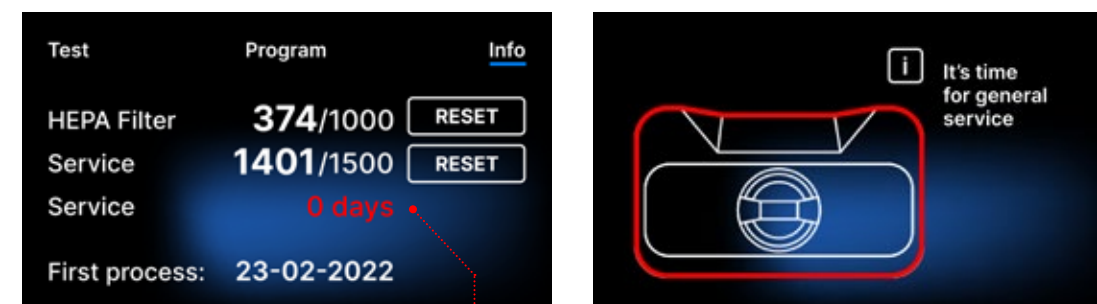 Test Program Info
HEPA Filter 374/1000 RESET
Service 1401/1500 RESET
Service 0 days
First process: 23-02-2022
i
It's time
for general
service